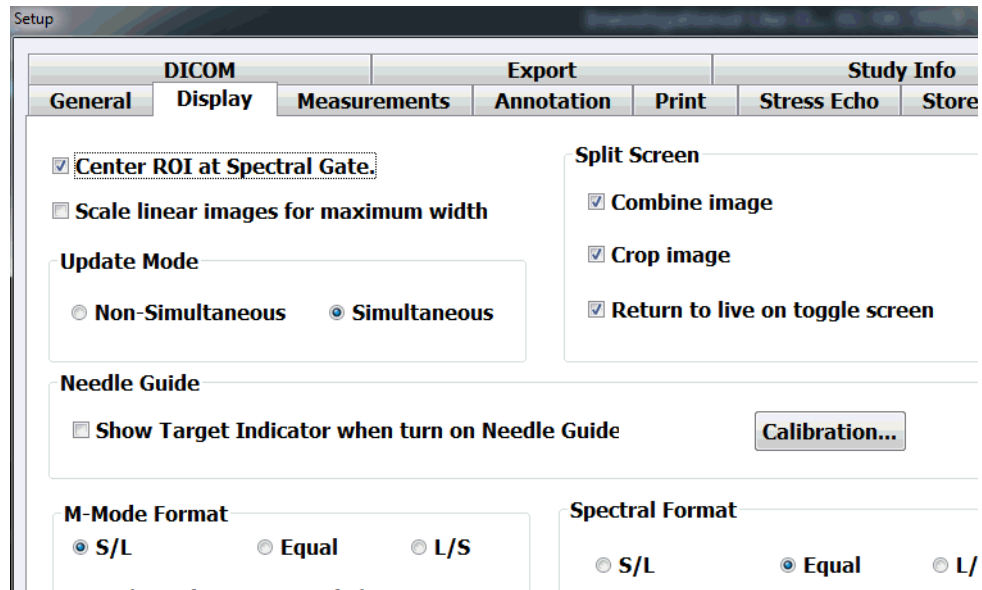 Setup
DICOM Export Study Info
General Display Measurements Annotation Print Stress Echo Store
Center ROI at Spectral Gate.
Scale linear images for maximum width
Update Mode
Non-Simultaneous Simultaneous
Split Screen
Combine image
Crop image
Return to live on toggle screen
Needle Guide
Show Target Indicator when turn on Needle Guide
Calibration...
M-Mode Format
S/L Equal L/S
Spectral Format
S/L Equal L/